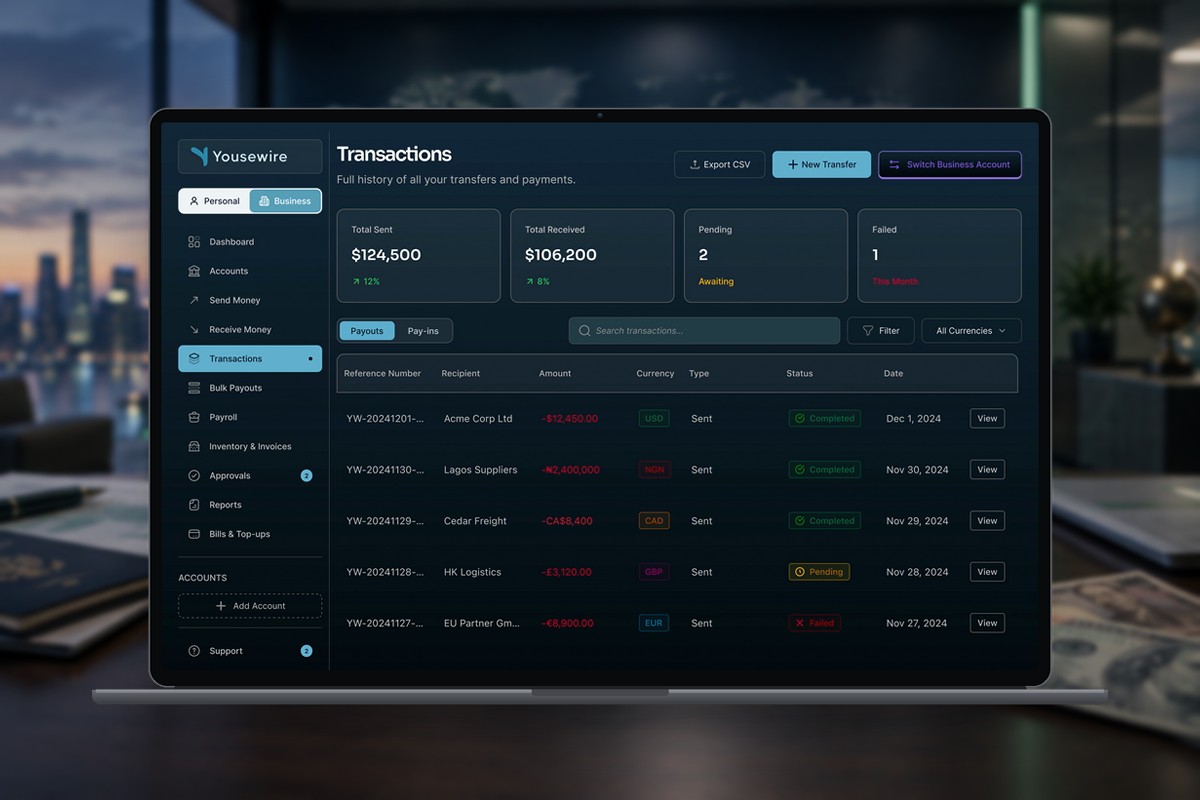 Yousewire
Personal
Business
Dashboard
Accounts
Send Money
Receive Money
Transactions
Bulk Payouts
Payroll
Inventory & Invoices
Approvals 2
Reports
Bills & Top-ups
ACCOUNTS
+ Add Account
Support 2
Transactions
Full history of all your transfers and payments.
Export CSV
+ New Transfer
Switch Business Account
Total Sent
$124,500
12%
Total Received
$106,200
8%
Pending
2
Awaiting
Failed
1
This Month
Payouts
Pay-ins
Search transactions...
Filter
All Currencies
Reference Number Recipient Amount Currency Type Status Date
YW-20241201-... Acme Corp Ltd -$12,450.00 USD Sent Completed Dec 1, 2024 View
YW-20241130-... Lagos Suppliers -₦2,400,000 NGN Sent Completed Nov 30, 2024 View
YW-20241129-... Cedar Freight -CA$8,400 CAD Sent Completed Nov 29, 2024 View
YW-20241128-... HK Logistics -£3,120.00 GBP Sent Pending Nov 28, 2024 View
YW-20241127-... EU Partner Gm... -€8,900.00 EUR Sent Failed Nov 27, 2024 View